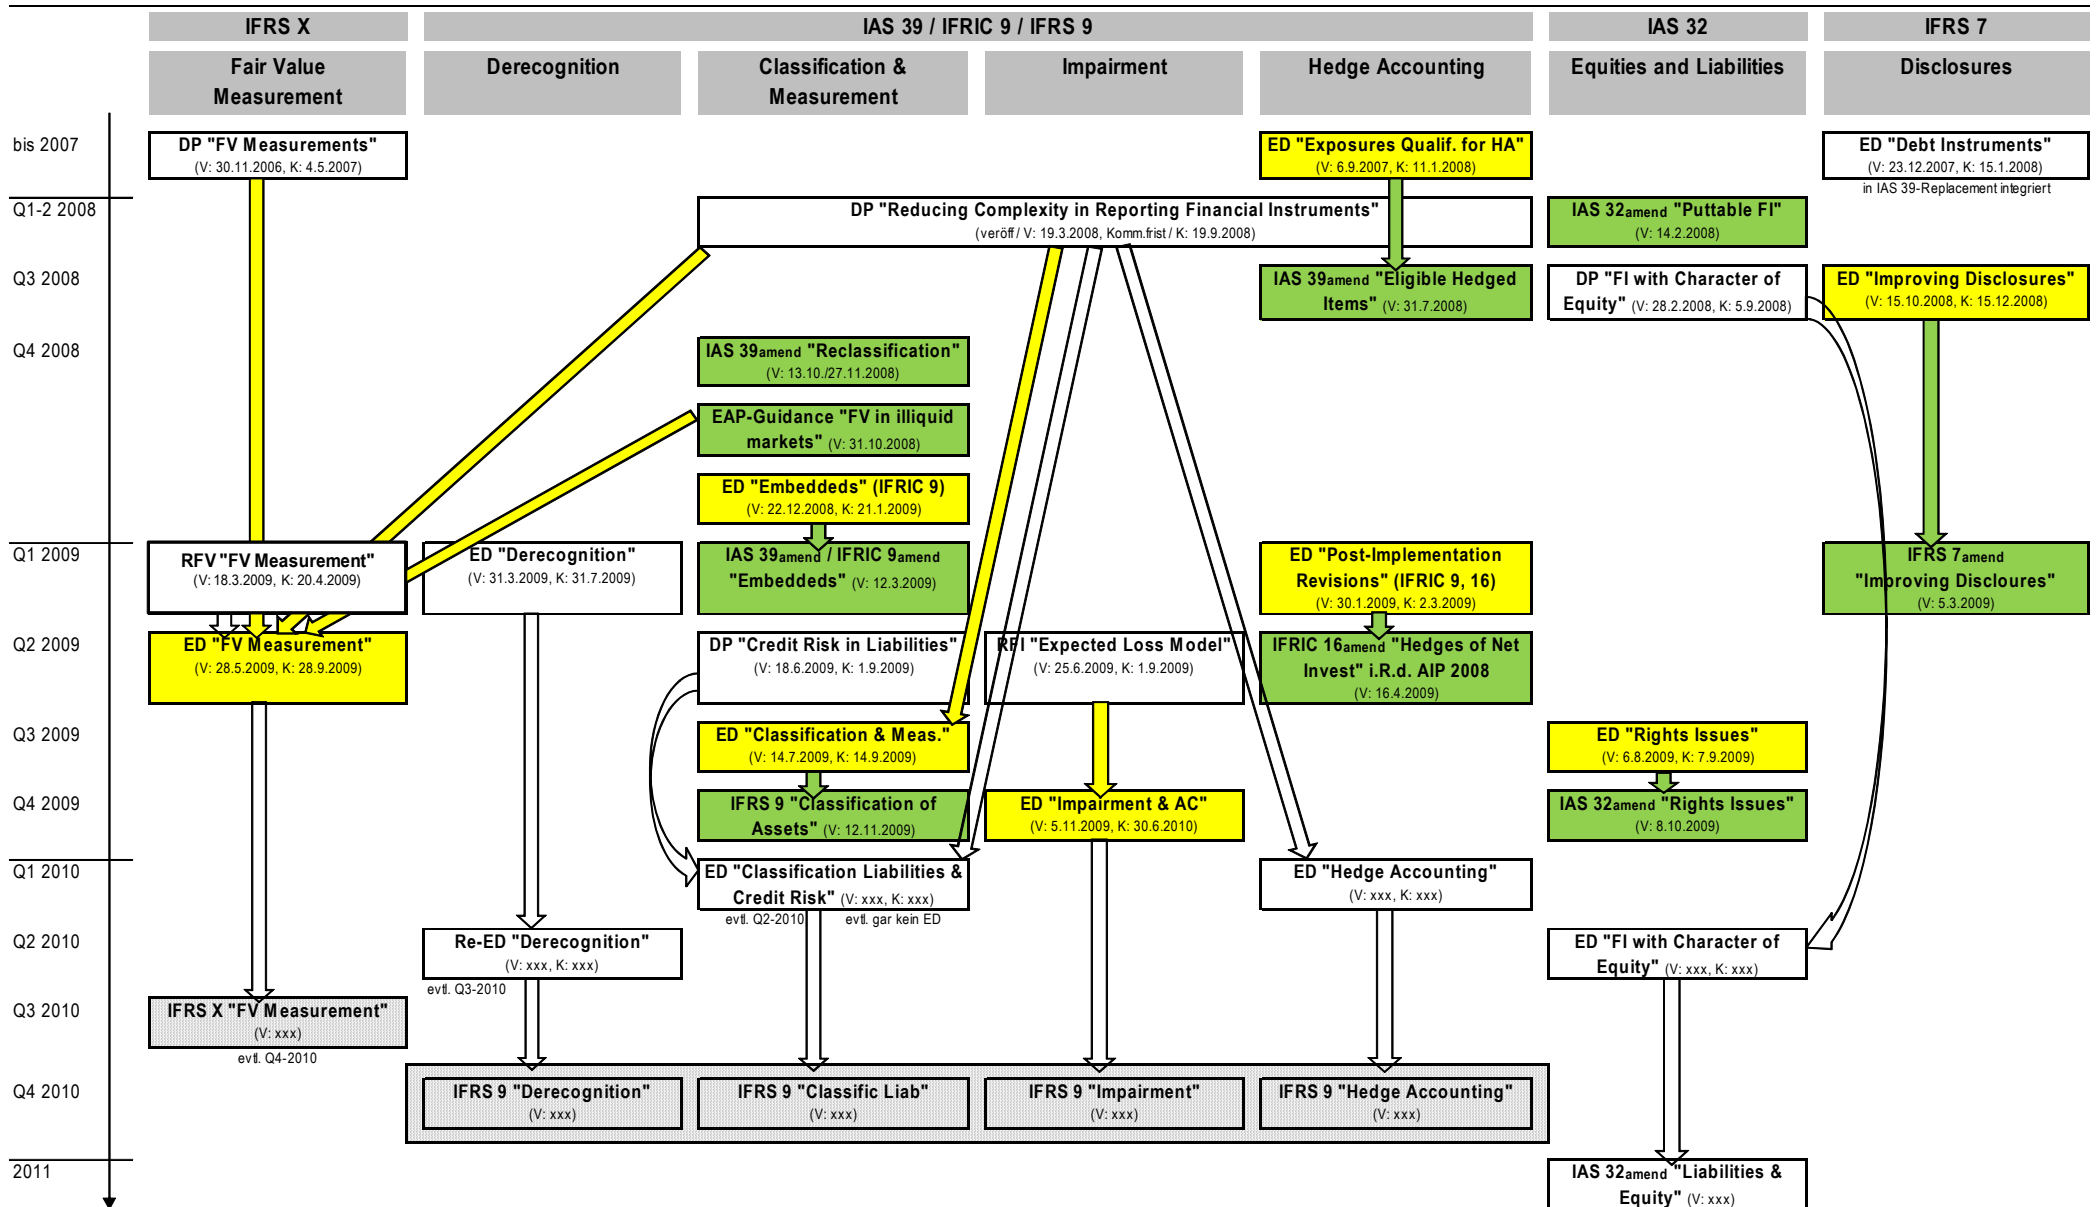 IFRS X
IAS 39 / IFRIC 9 / IFRS 9
IAS 32
IFRS 7
Fair Value
Measurement
Derecognition
Classification &
Measurement
Impairment
Hedge Accounting
Equities and Liabilities
Disclosures
bis 2007
DP "FV Measurements"
(V: 30.11.2006, K: 4.5.2007)
ED "Exposures Qualif. for HA"
(V: 6.9.2007, K: 11.1.2008)
ED "Debt Instruments"
(V: 23.12.2007, K: 15.1.2008)
in IAS 39-Replacement integriert
Q1-2 2008
DP "Reducing Complexity in Reporting Financial Instruments"
(veröff / V: 19.3.2008, Komm.frist / K: 19.9.2008)
IAS 32amend "Puttable FI"
(V: 14.2.2008)
Q3 2008
IAS 39amend "Eligible Hedged
Items" (V: 31.7.2008)
DP "FI with Character of
Equity" (V: 28.2.2008, K: 5.9.2008)
ED "Improving Disclosures"
(V: 15.10.2008, K: 15.12.2008)
Q4 2008
IAS 39amend "Reclassification"
(V: 13.10./27.11.2008)
EAP-Guidance "FV in illiquid
markets" (V: 31.10.2008)
ED "Embeddeds" (IFRIC 9)
(V: 22.12.2008, K: 21.1.2009)
Q1 2009
RFV "FV Measurement"
(V: 18.3.2009, K: 20.4.2009)
ED "Derecognition"
(V: 31.3.2009, K: 31.7.2009)
IAS 39amend / IFRIC 9amend
"Embeddeds" (V: 12.3.2009)
ED "Post-Implementation
Revisions" (IFRIC 9, 16)
(V: 30.1.2009, K: 2.3.2009)
IFRS 7amend
"Improving Discloures"
(V: 5.3.2009)
Q2 2009
ED "FV Measurement"
(V: 28.5.2009, K: 28.9.2009)
DP "Credit Risk in Liabilities"
(V: 18.6.2009, K: 1.9.2009)
RFI "Expected Loss Model"
(V: 25.6.2009, K: 1.9.2009)
IFRIC 16amend "Hedges of Net
Invest" i.R.d. AIP 2008
(V: 16.4.2009)
Q3 2009
ED "Classification & Meas."
(V: 14.7.2009, K: 14.9.2009)
ED "Rights Issues"
(V: 6.8.2009, K: 7.9.2009)
Q4 2009
IFRS 9 "Classification of
Assets" (V: 12.11.2009)
ED "Impairment & AC"
(V: 5.11.2009, K: 30.6.2010)
IAS 32amend "Rights Issues"
(V: 8.10.2009)
Q1 2010
ED "Classification Liabilities &
Credit Risk" (V: xxx, K: xxx)
evtl. Q2-2010 evtl. gar kein ED
ED "Hedge Accounting"
(V: xxx, K: xxx)
Q2 2010
Re-ED "Derecognition"
(V: xxx, K: xxx)
evtl. Q3-2010
ED "FI with Character of
Equity" (V: xxx, K: xxx)
Q3 2010
IFRS X "FV Measurement"
(V: xxx)
evtl. Q4-2010
Q4 2010
IFRS 9 "Derecognition"
(V: xxx)
IFRS 9 "Classific Liab"
(V: xxx)
IFRS 9 "Impairment"
(V: xxx)
IFRS 9 "Hedge Accounting"
(V: xxx)
2011
IAS 32amend "Liabilities &
Equity" (V: xxx)